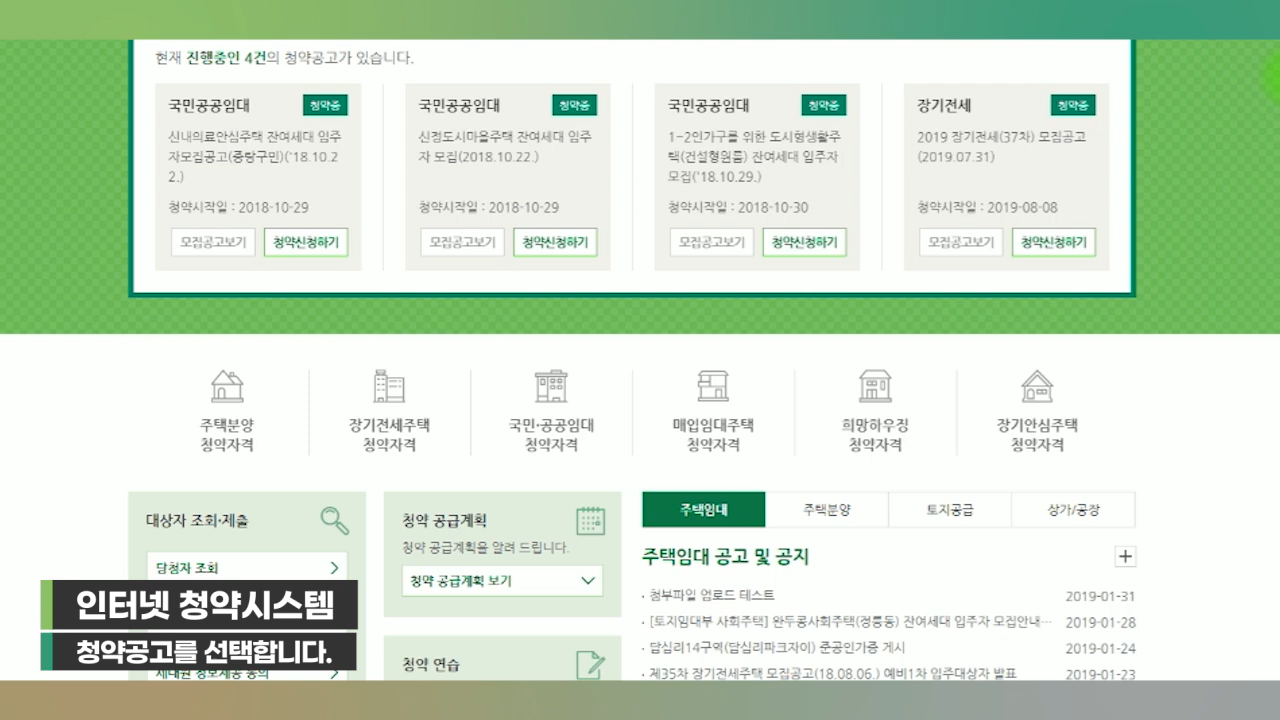 현재 진행중인 4건의 청약공고가 있습니다.
국민공공임대 청약중
신내의료안심주택 잔여세대 입주
자모집공고(중랑구민)('18.10.2
2.)
청약시작일 : 2018-10-29
모집공고보기 청약신청하기
국민공공임대 청약중
신정도시마을주택 잔여세대 입주
자 모집(2018.10.22.)
청약시작일 : 2018-10-29
모집공고보기 청약신청하기
국민공공임대 청약중
1-2인가구를 위한 도시형생활주
택(건설형원룸) 잔여세대 입주자
모집('18.10.29.)
청약시작일 : 2018-10-30
모집공고보기 청약신청하기
장기전세 청약중
2019 장기전세(37차) 모집공고
(2019.07.31)
청약시작일 : 2019-08-08
모집공고보기 청약신청하기
주택분양
청약자격
장기전세주택
청약자격
국민·공공임대
청약자격
매입임대주택
청약자격
희망하우징
청약자격
장기안심주택
청약자격
대상자 조회·제출
당첨자 조회
세대원 정보제공 동의
청약 공급계획
청약 공급계획을 알려 드립니다.
청약 공급계획 보기
청약 연습
주택임대 주택분양 토지공급 상가/공장
주택임대 공고 및 공지
· 첨부파일 업로드 테스트 2019-01-31
· [토지임대부 사회주택] 완두콩사회주택(정릉동) 잔여세대 입주자 모집안내··· 2019-01-28
· 답십리14구역(답십리파크자이) 준공인가증 게시 2019-01-24
· 제35차 장기전세주택 모집공고(18.08.06.) 예비1차 입주대상자 발표 2019-01-23
인터넷 청약시스템
청약공고를 선택합니다.